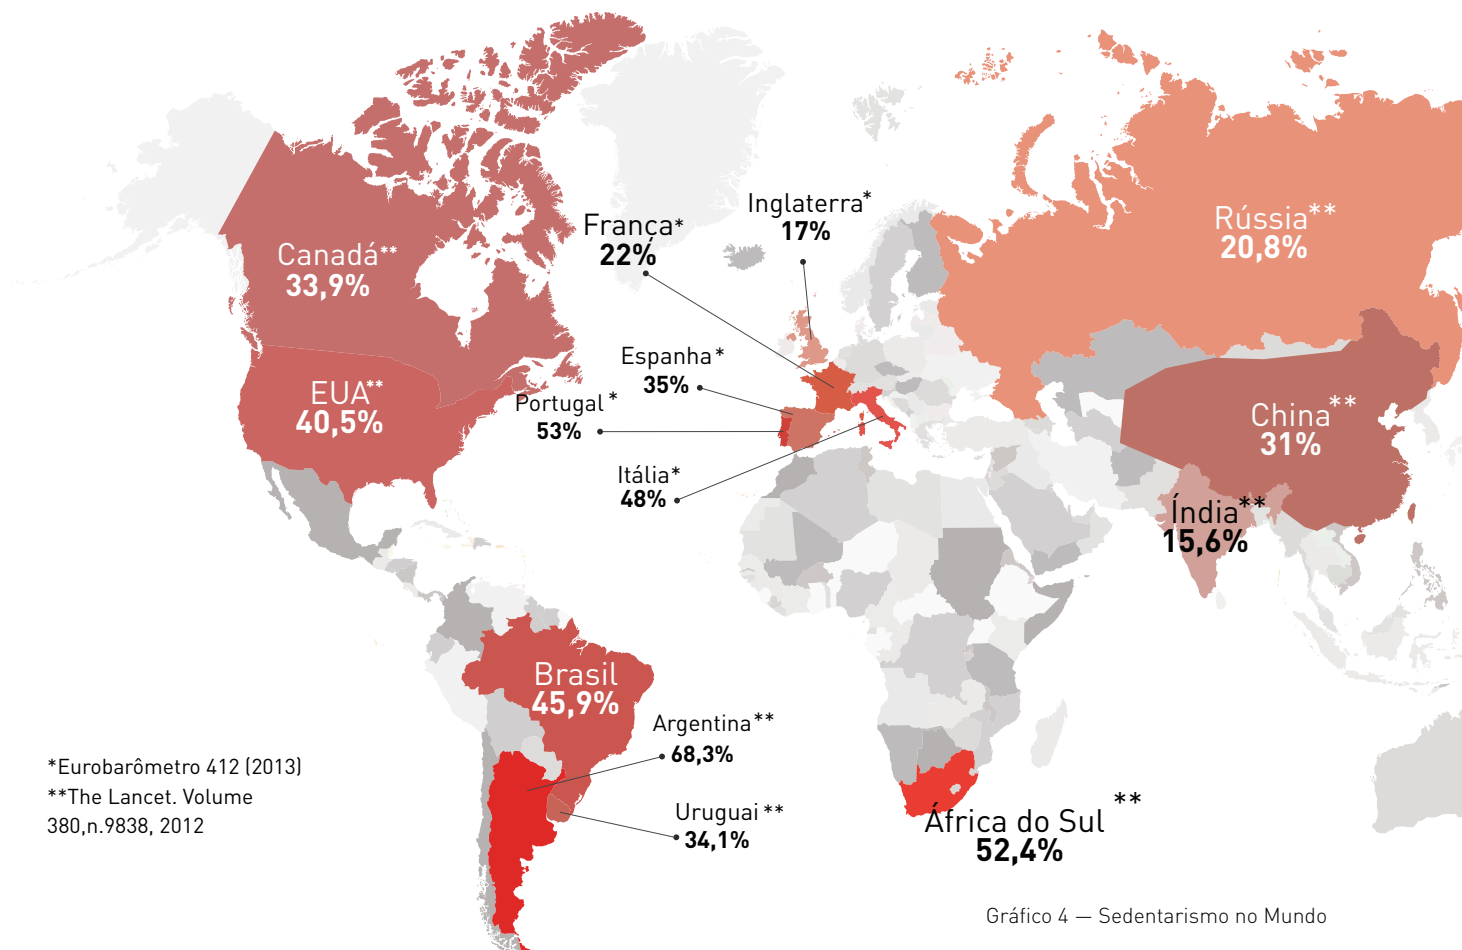 Canadá**
33,9%
EUA**
40,5%
França*
22%
Inglaterra*
17%
Espanha*
35%
Portugal*
53%
Itália*
48%
Rússia**
20,8%
China**
31%
Índia**
15,6%
Brasil
45,9%
Argentina**
68,3%
Uruguai**
34,1%
África do Sul**
52,4%
*Eurobarômetro 412 (2013)
**The Lancet. Volume
380,n.9838, 2012
Gráfico 4 — Sedentarismo no Mundo